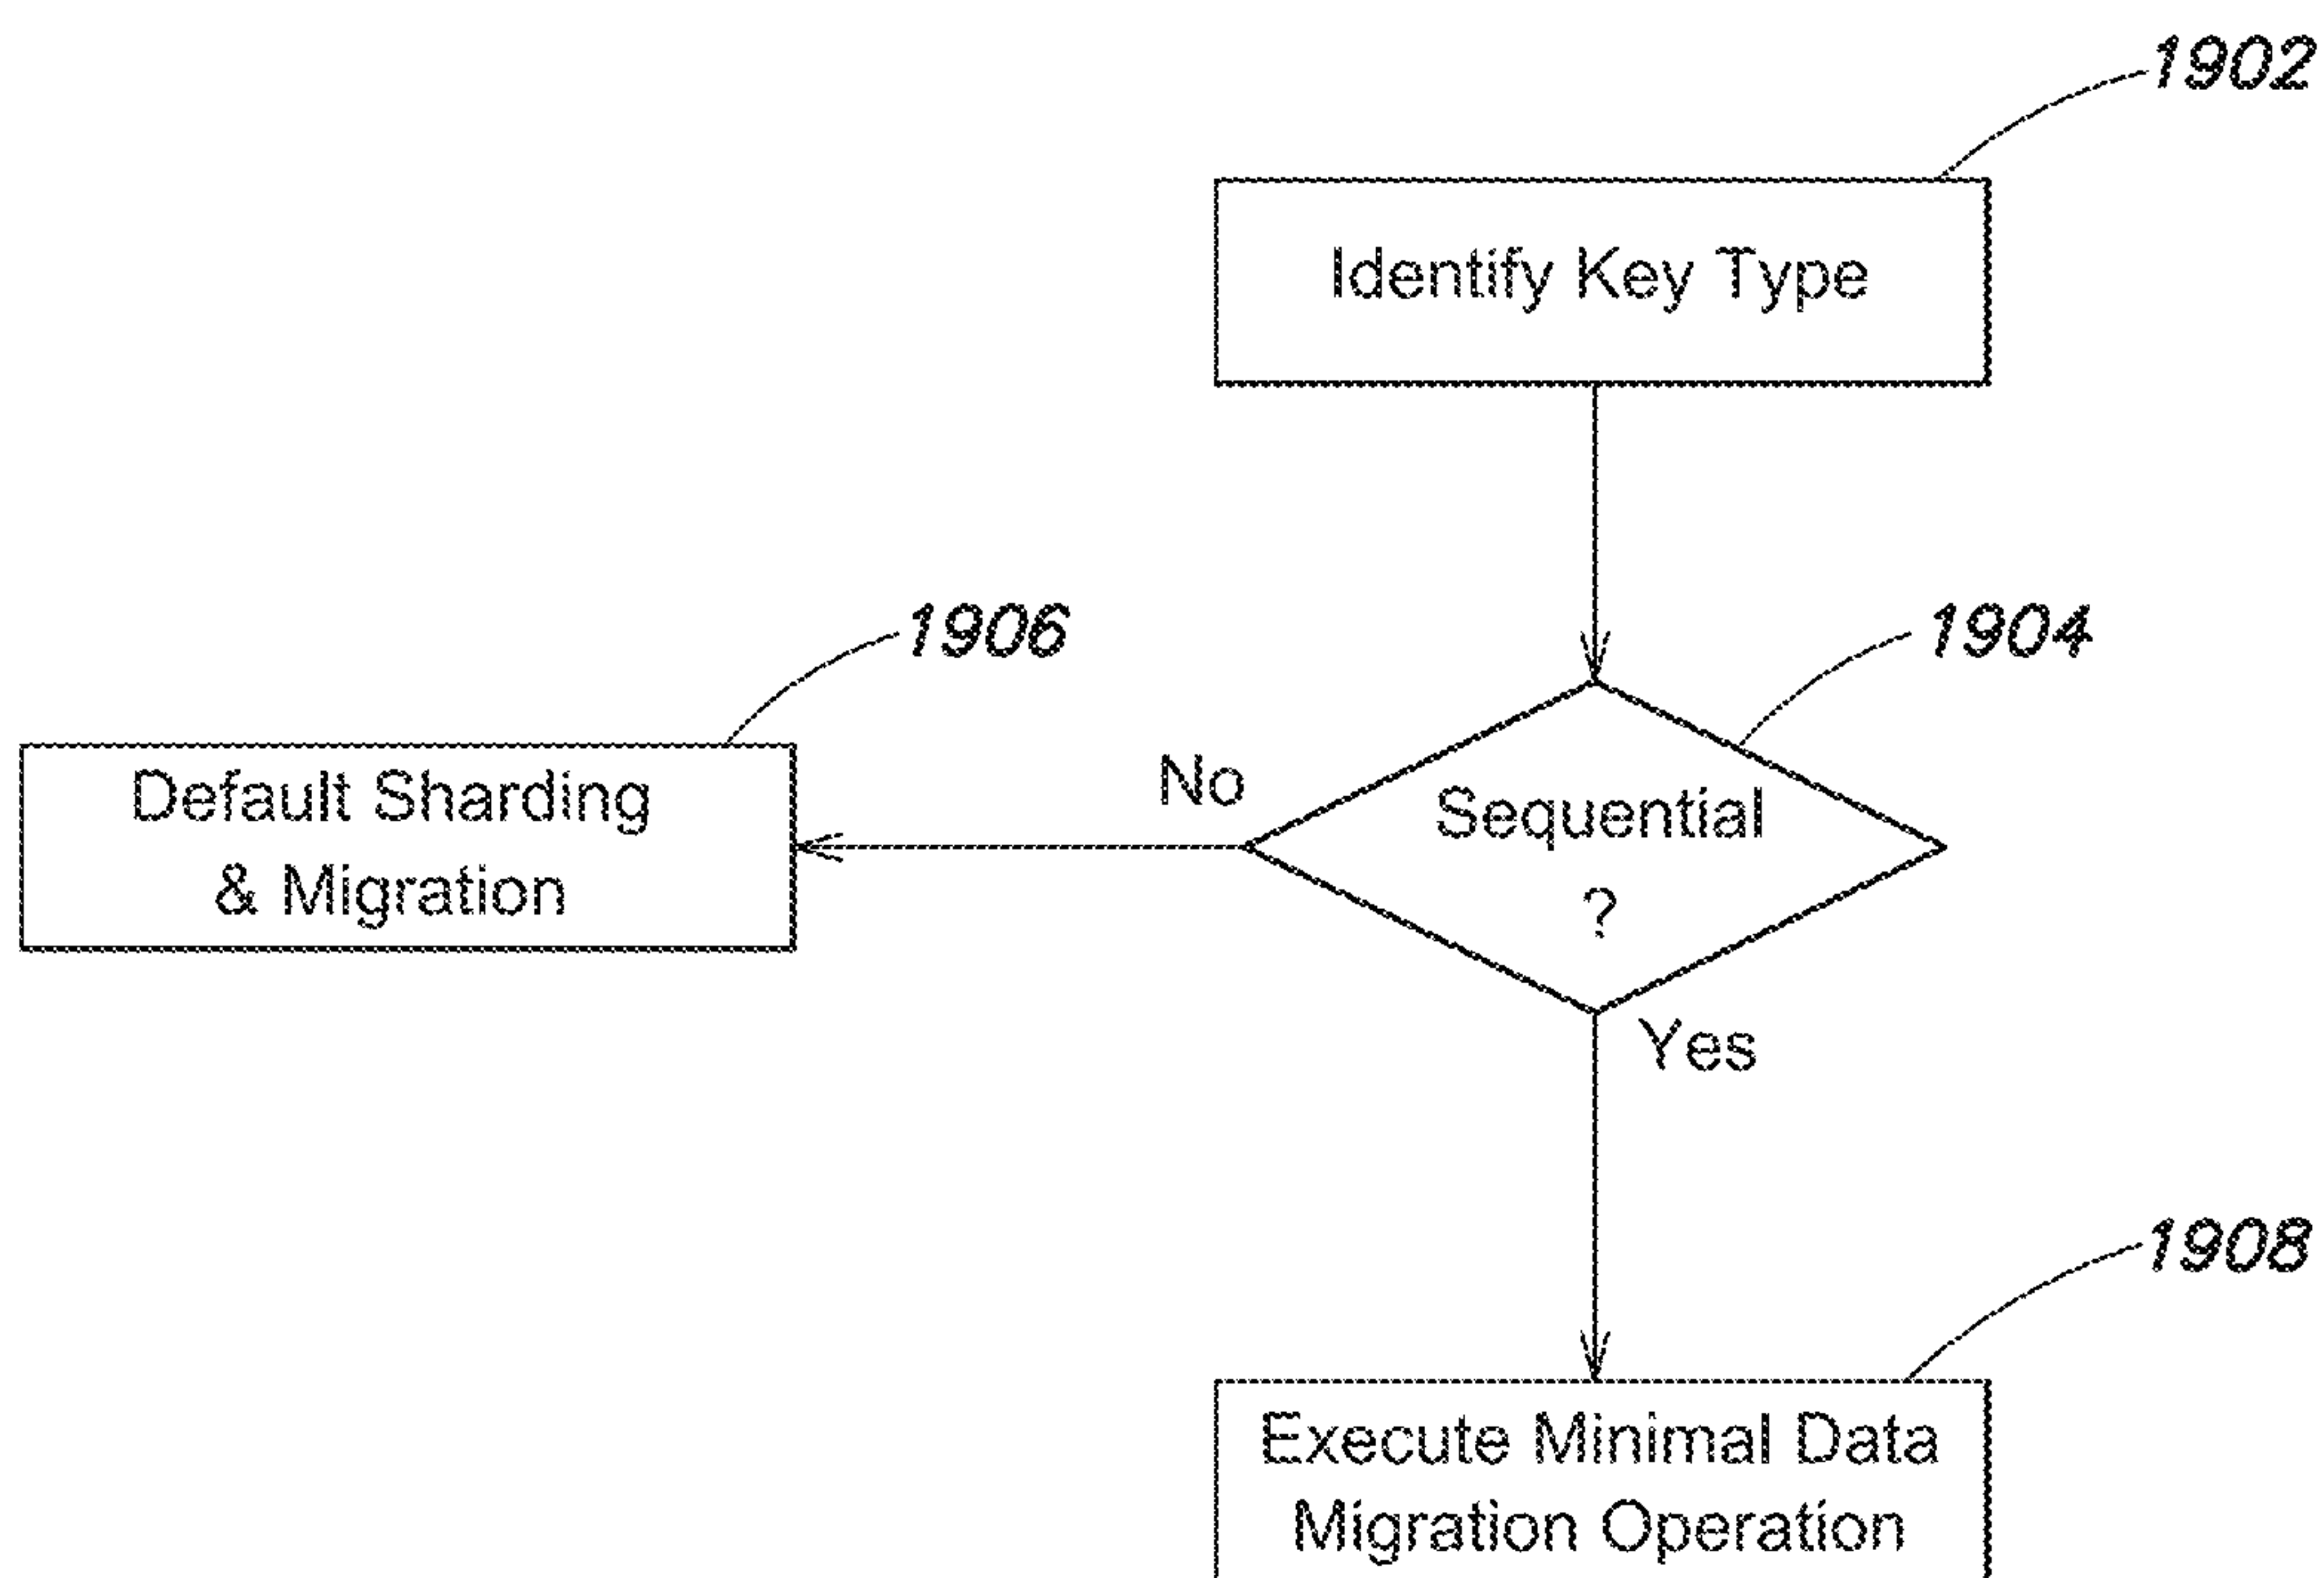 1902
Identify Key Type
1906
1904
Default Sharding
& Migration
No
Sequential
?
Yes
1908
Execute Minimal Data
Migration Operation